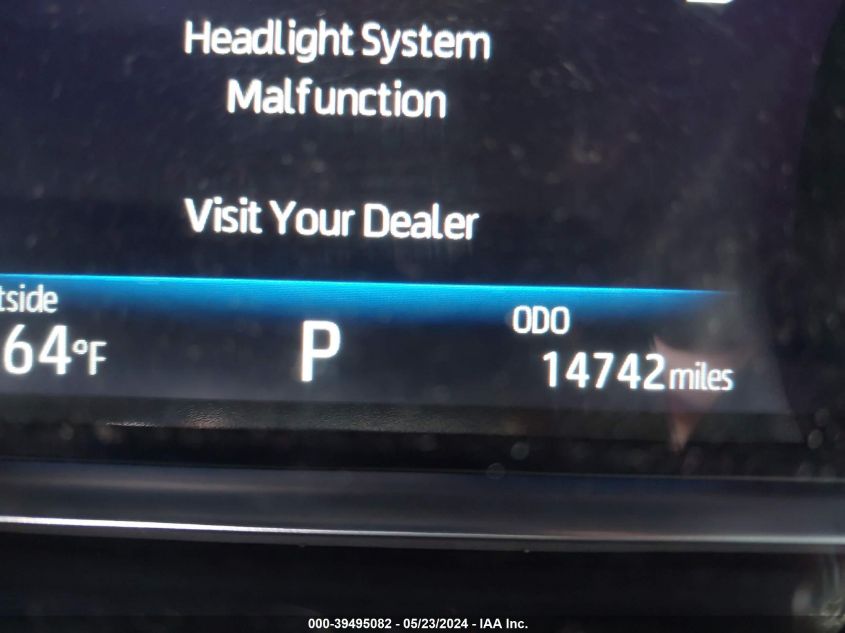 Headlight System
Malfunction
Visit Your Dealer
tside
64°F
P
ODO
14742 miles
000-39495082 - 05/23/2024 - IAA Inc.